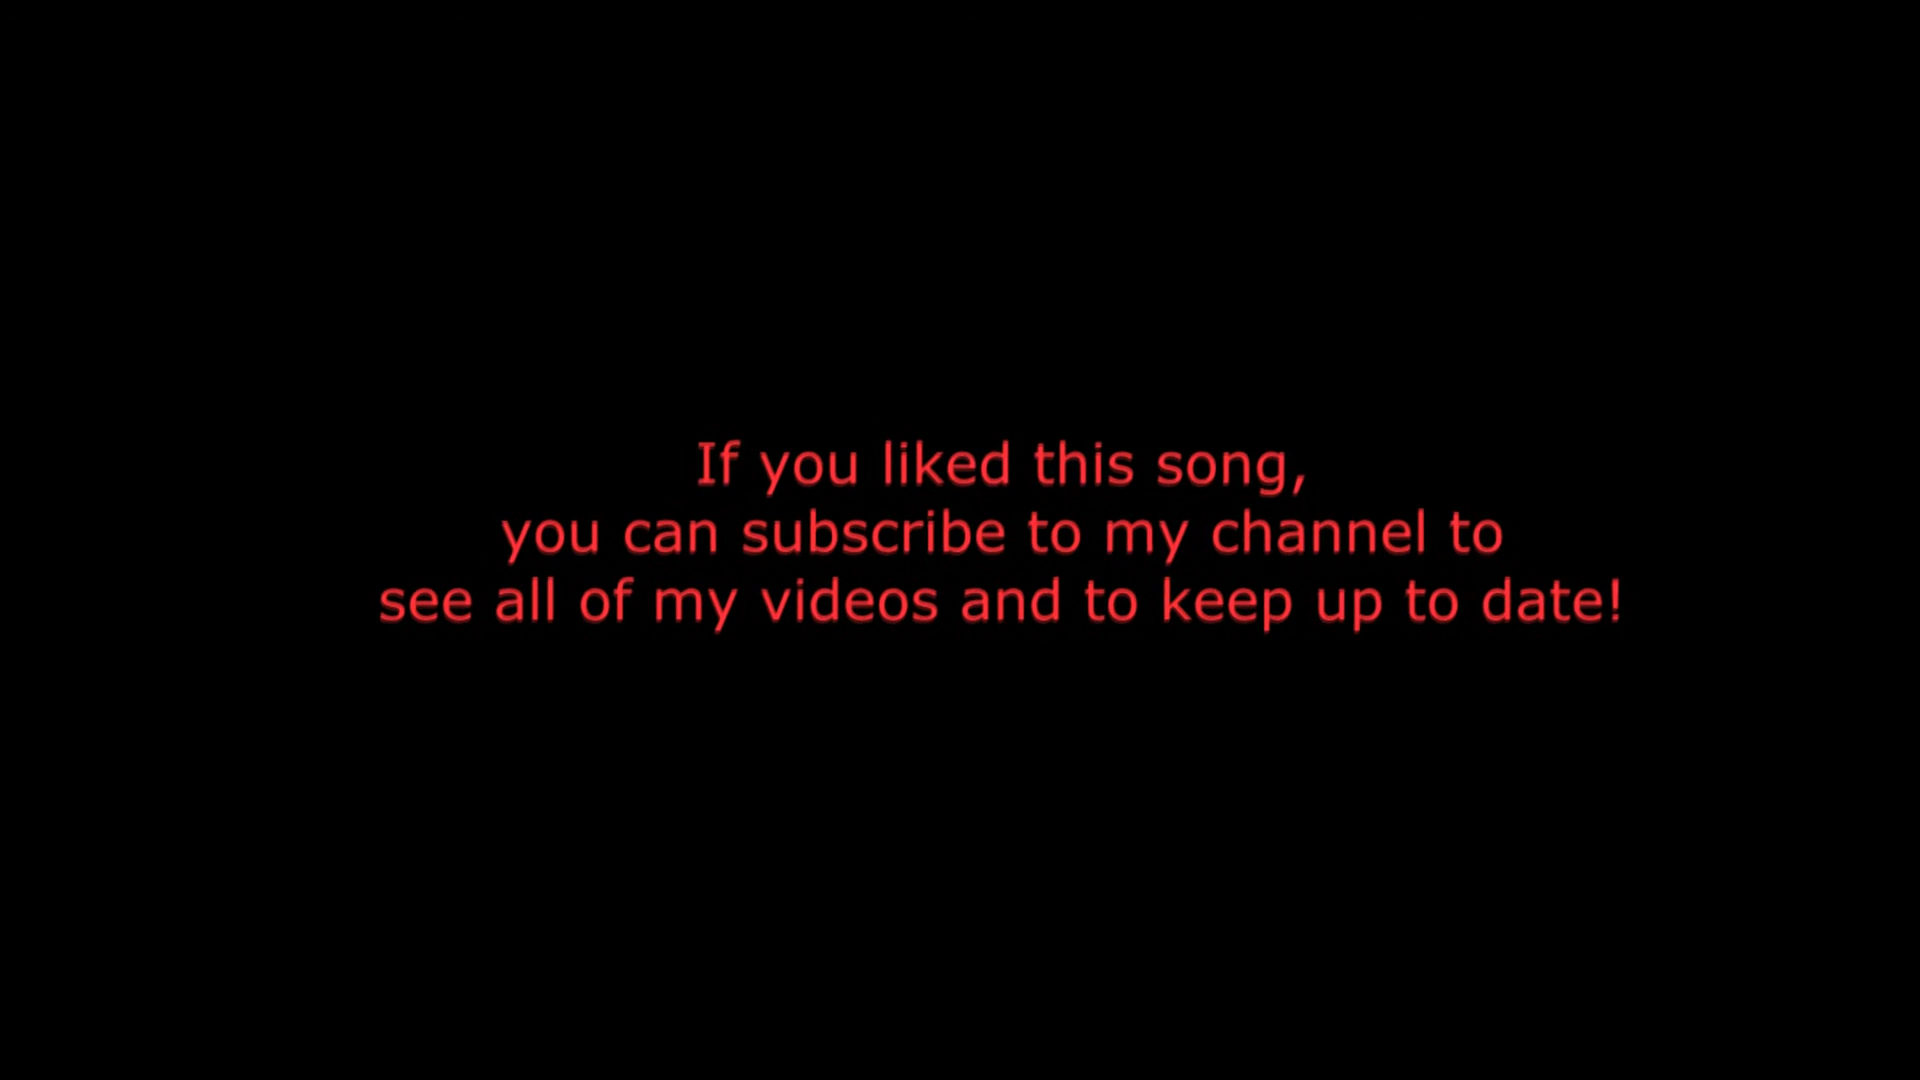 If you liked this song,
you can subscribe to my channel to
see all of my videos and to keep up to date!